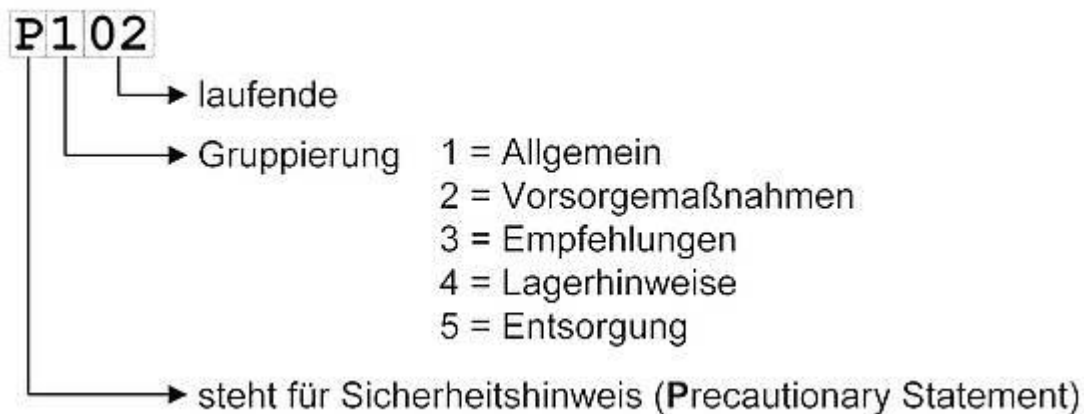 P102
laufende
Gruppierung 1 = Allgemein
2 = Vorsorgemaßnahmen
3 = Empfehlungen
4 = Lagerhinweise
5 = Entsorgung
steht für Sicherheitshinweis (Precautionary Statement)